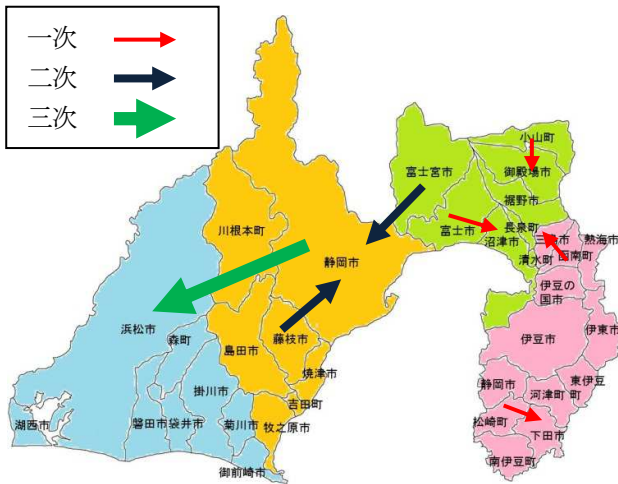 一次
二次
三次
小山町
富士宮市
御殿場市
裾野市
川根本町
富士市
長泉町
沼津市
熱海市
静岡市
清水町
函南町
伊豆の
国市
浜松市
森町
島田市
藤枝市
伊豆市
伊東市
焼津市
掛川市
静岡市
河津町
東伊豆
町
吉田町
湖西市
磐田市
袋井市
菊川市
牧之原市
松崎町
下田市
御前崎市
南伊豆町